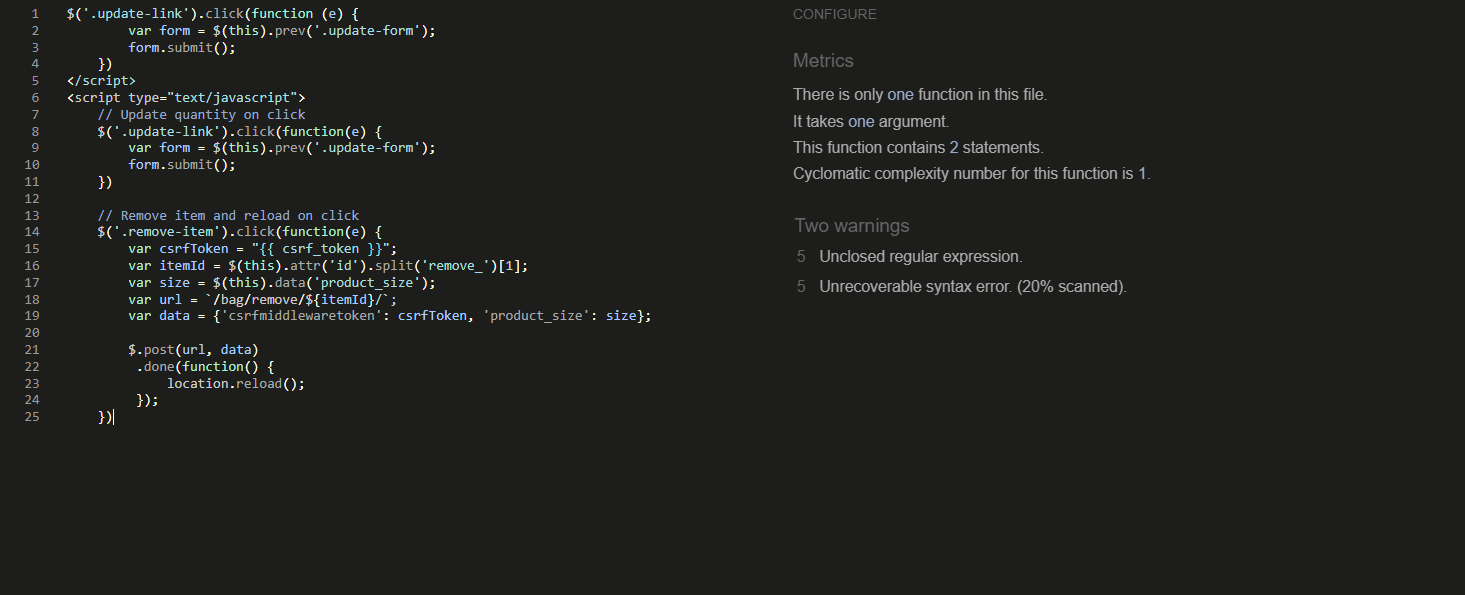 1 $('.update-link').click(function (e) {
2 var form = $(this).prev('.update-form');
3 form.submit();
4 })
5 </script>
6 <script type="text/javascript">
7 // Update quantity on click
8 $('.update-link').click(function(e) {
9 var form = $(this).prev('.update-form');
10 form.submit();
11 })
12
13 // Remove item and reload on click
14 $('.remove-item').click(function(e) {
15 var csrfToken = "{{ csrf_token }}";
16 var itemId = $(this).attr('id').split('remove_')[1];
17 var size = $(this).data('product_size');
18 var url = `/bag/remove/${itemId}/`;
19 var data = {'csrfmiddlewaretoken': csrfToken, 'product_size': size};
20
21 $.post(url, data)
22 .done(function() {
23 location.reload();
24 });
25 })
CONFIGURE
Metrics
There is only one function in this file.
It takes one argument.
This function contains 2 statements.
Cyclomatic complexity number for this function is 1.
Two warnings
5 Unclosed regular expression.
5 Unrecoverable syntax error. (20% scanned).